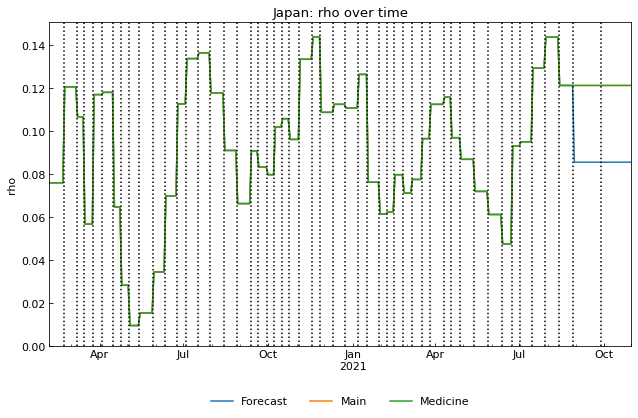 Japan: rho over time
rho
0.14
0.12
0.10
0.08
0.06
0.04
0.02
0.00
Apr Jul Oct Jan Apr Jul Oct
2021
Forecast Main Medicine